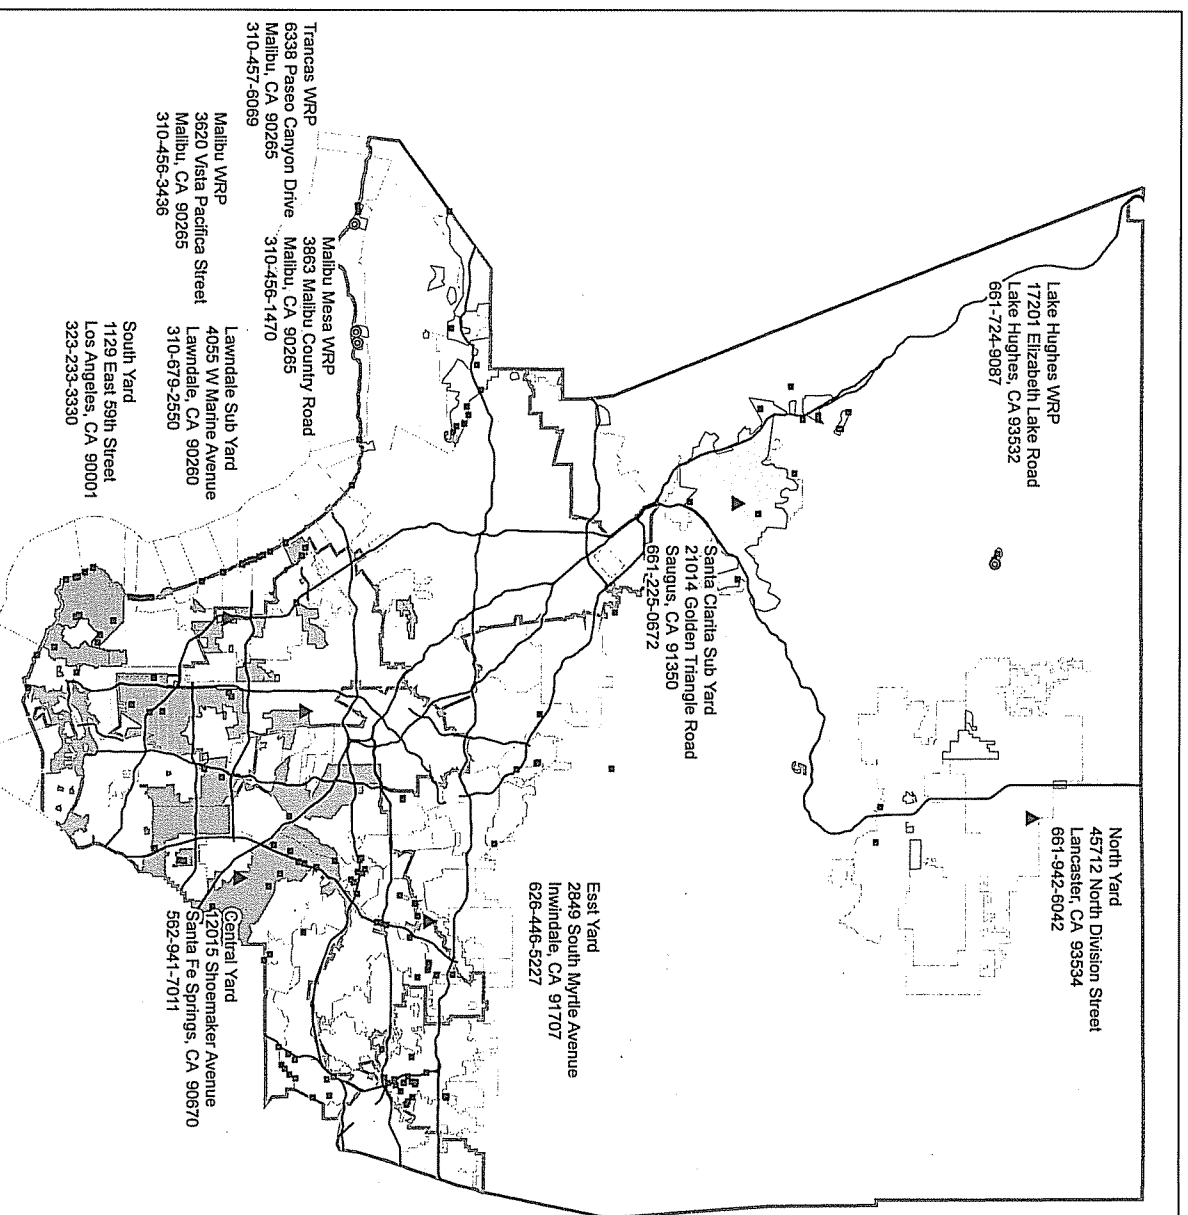 North Yard
45712 North Division Street
Lancaster, CA 93534
661-942-6042
Lake Hughes WRP
17201 Elizabeth Lake Road
Lake Hughes, CA 93532
661-724-9087
5
Santa Clarita Sub Yard
21014 Golden Triangle Road
Saugus, CA 91350
661-225-0672
Esst Yard
2849 South Myrtle Avenue
Inwindale, CA 91707
626-446-5227
Trancas WRP
6338 Paseo Canyon Drive
Malibu, CA 90265
310-457-6069
Malibu Mesa WRP
3863 Malibu Country Road
Malibu, CA 90265
310-456-1470
Malibu WRP
3620 Vista Pacifica Street
Malibu, CA 90265
310-456-3436
Lawndale Sub Yard
4055 W Marine Avenue
Lawndale, CA 90260
310-679-2550
Central Yard
12015 Shoemaker Avenue
Santa Fe Springs, CA 90670
562-941-7011
South Yard
1129 East 59th Street
Los Angeles, CA 90001
323-233-3330